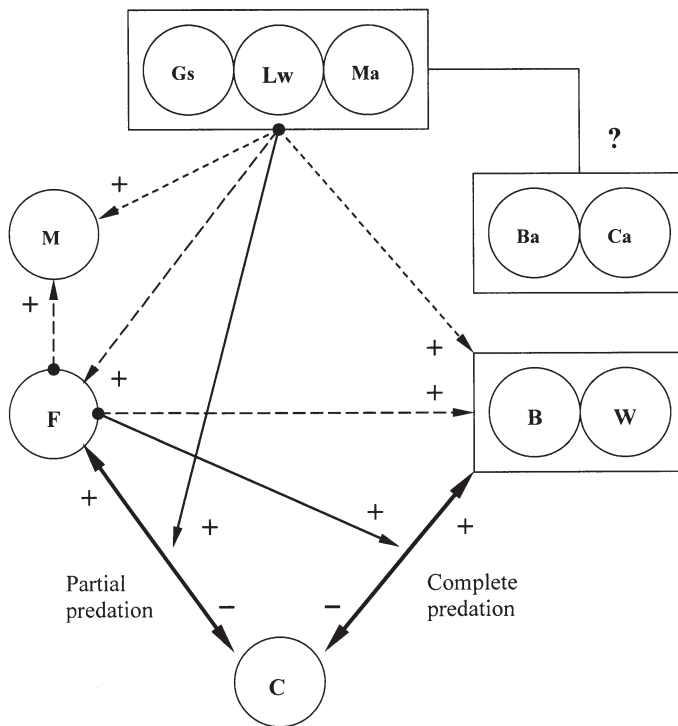 Gs Lw Ma
?
+
M
Ba Ca
+
+
+
+
F
B W
+
+
+
+
Partial
predation
Complete
predation
−
−
C